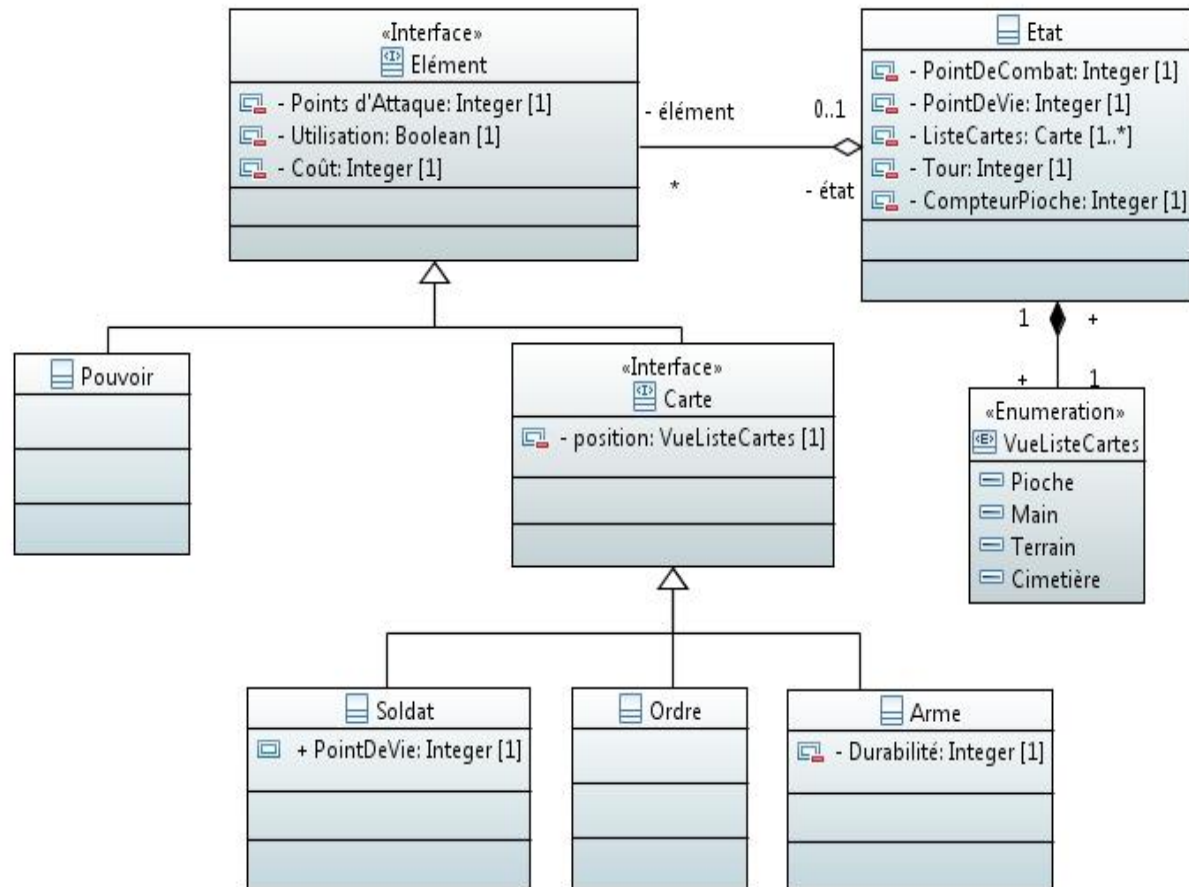 «Interface»
Elément
- Points d'Attaque: Integer [1]
- Utilisation: Boolean [1]
- Coût: Integer [1]
- élément
0..1
*
- état
Etat
- PointDeCombat: Integer [1]
- PointDeVie: Integer [1]
- ListeCartes: Carte [1..*]
- Tour: Integer [1]
- CompteurPioche: Integer [1]
1
+
+
1
«Enumeration»
VueListeCartes
Pioche
Main
Terrain
Cimetière
Pouvoir
«Interface»
Carte
- position: VueListeCartes [1]
Soldat
+ PointDeVie: Integer [1]
Ordre
Arme
- Durabilité: Integer [1]